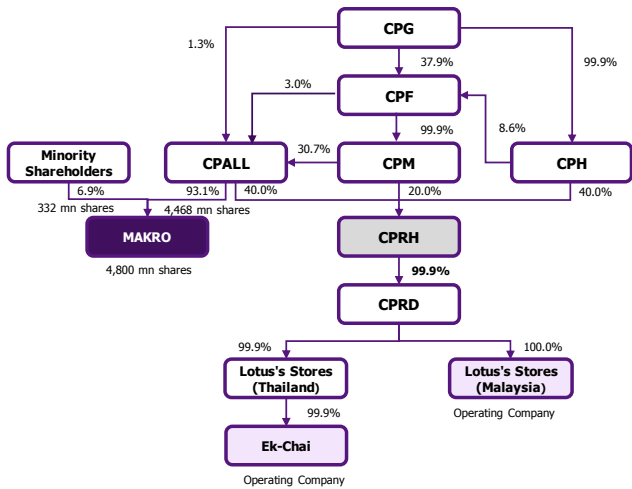 CPG
1.3%
37.9%
99.9%
3.0%
CPF
99.9%
8.6%
Minority
Shareholders
CPALL
30.7%
CPM
CPH
6.9%
93.1%
40.0%
20.0%
40.0%
332 mn shares
4,468 mn shares
MAKRO
CPRH
4,800 mn shares
99.9%
CPRD
99.9%
100.0%
Lotus's Stores
(Thailand)
Lotus's Stores
(Malaysia)
99.9%
Operating Company
Ek-Chai
Operating Company